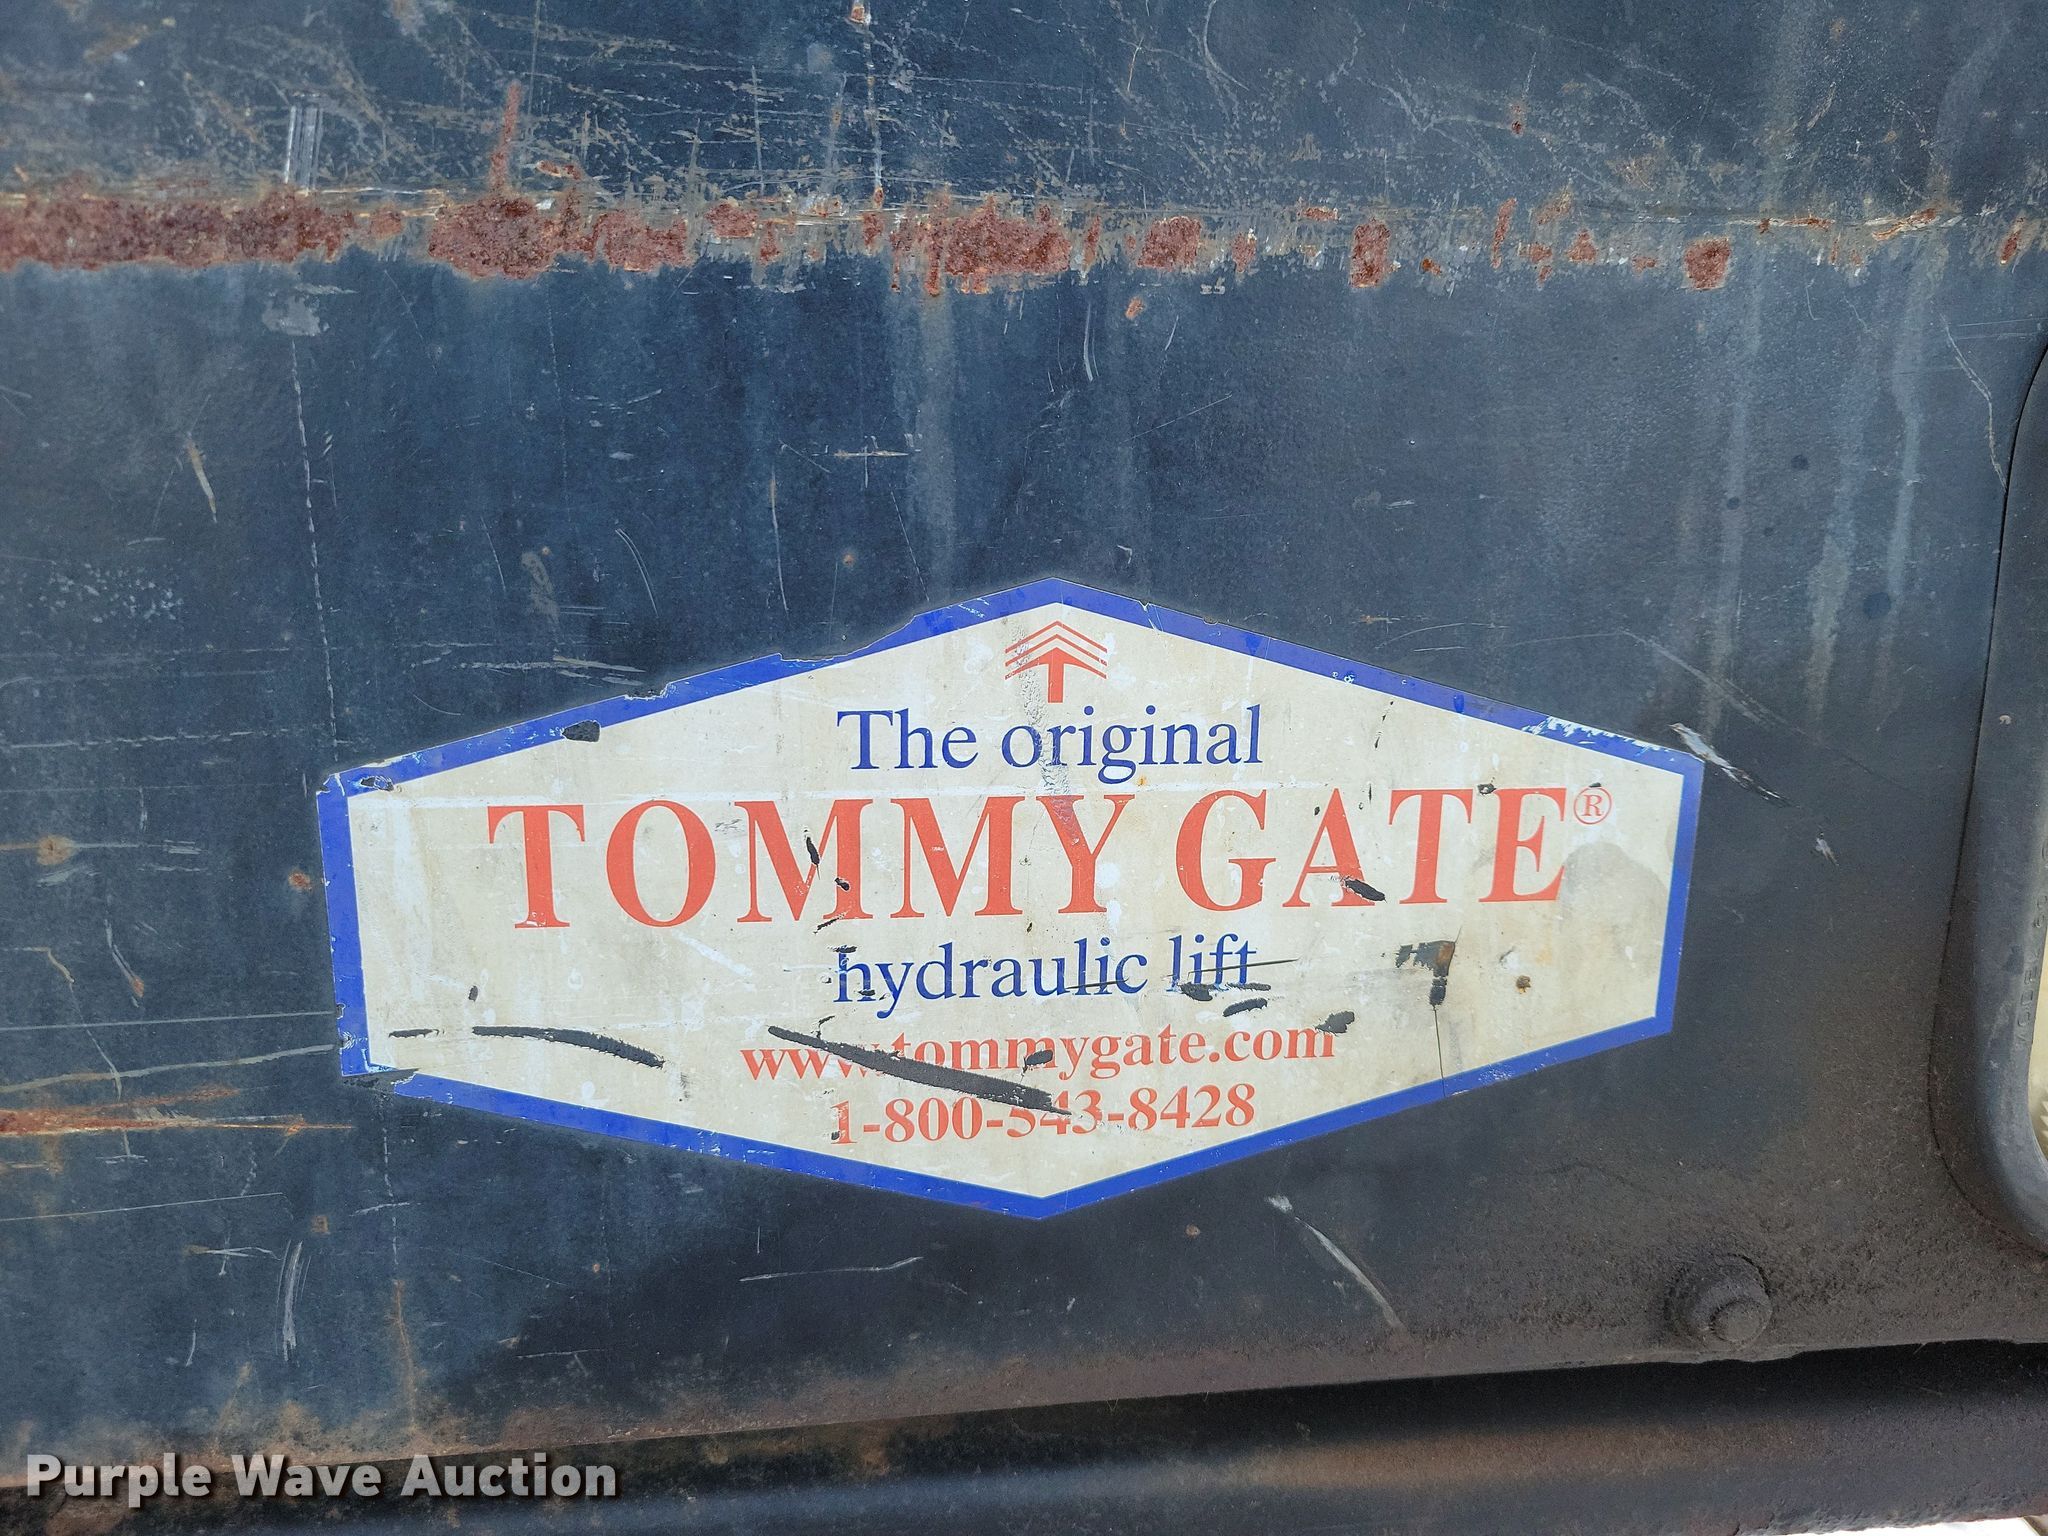 The original
TOMMY GATE®
hydraulic lift
www.tommygate.com
1-800-543-8428
Purple Wave Auction